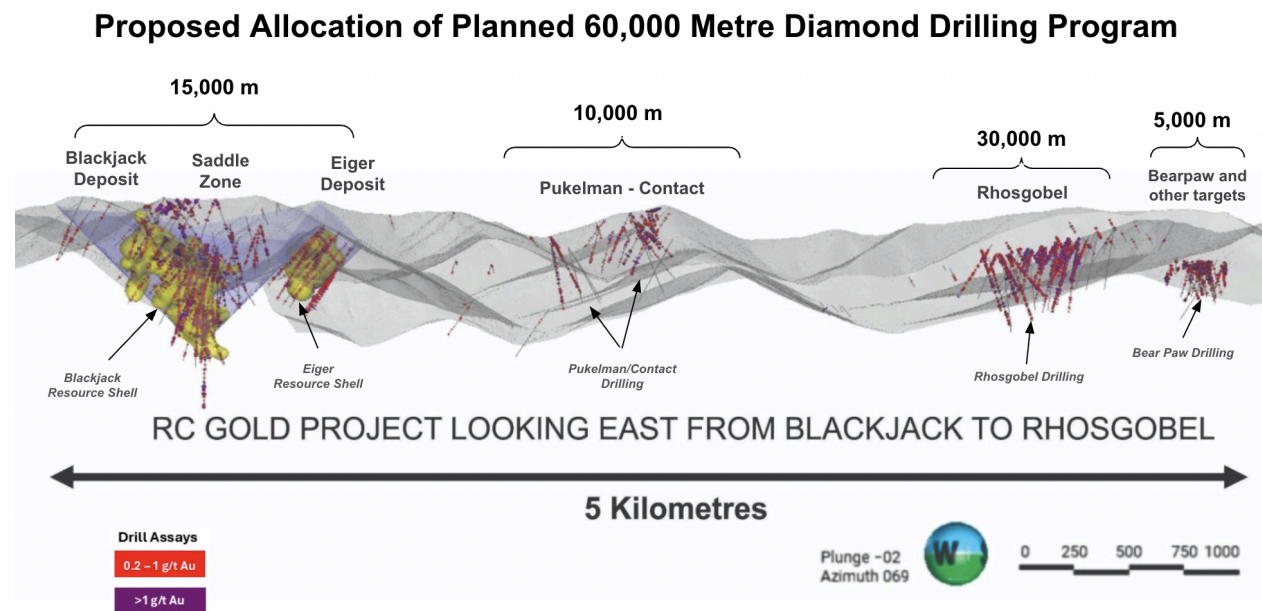 Proposed Allocation of Planned 60,000 Metre Diamond Drilling Program
15,000 m
10,000 m
30,000 m
5,000 m
Blackjack
Deposit
Saddle
Zone
Eiger
Deposit
Pukelman - Contact
Rhosgobel
Bearpaw and
other targets
Blackjack
Resource Shell
Eiger
Resource Shell
Pukelman/Contact
Drilling
Rhosgobel Drilling
Bear Paw Drilling
RC GOLD PROJECT LOOKING EAST FROM BLACKJACK TO RHOSGOBEL
5 Kilometres
Drill Assays
0.2 – 1 g/t Au
>1 g/t Au
Plunge -02
Azimuth 069
W
0 250 500 750 1000